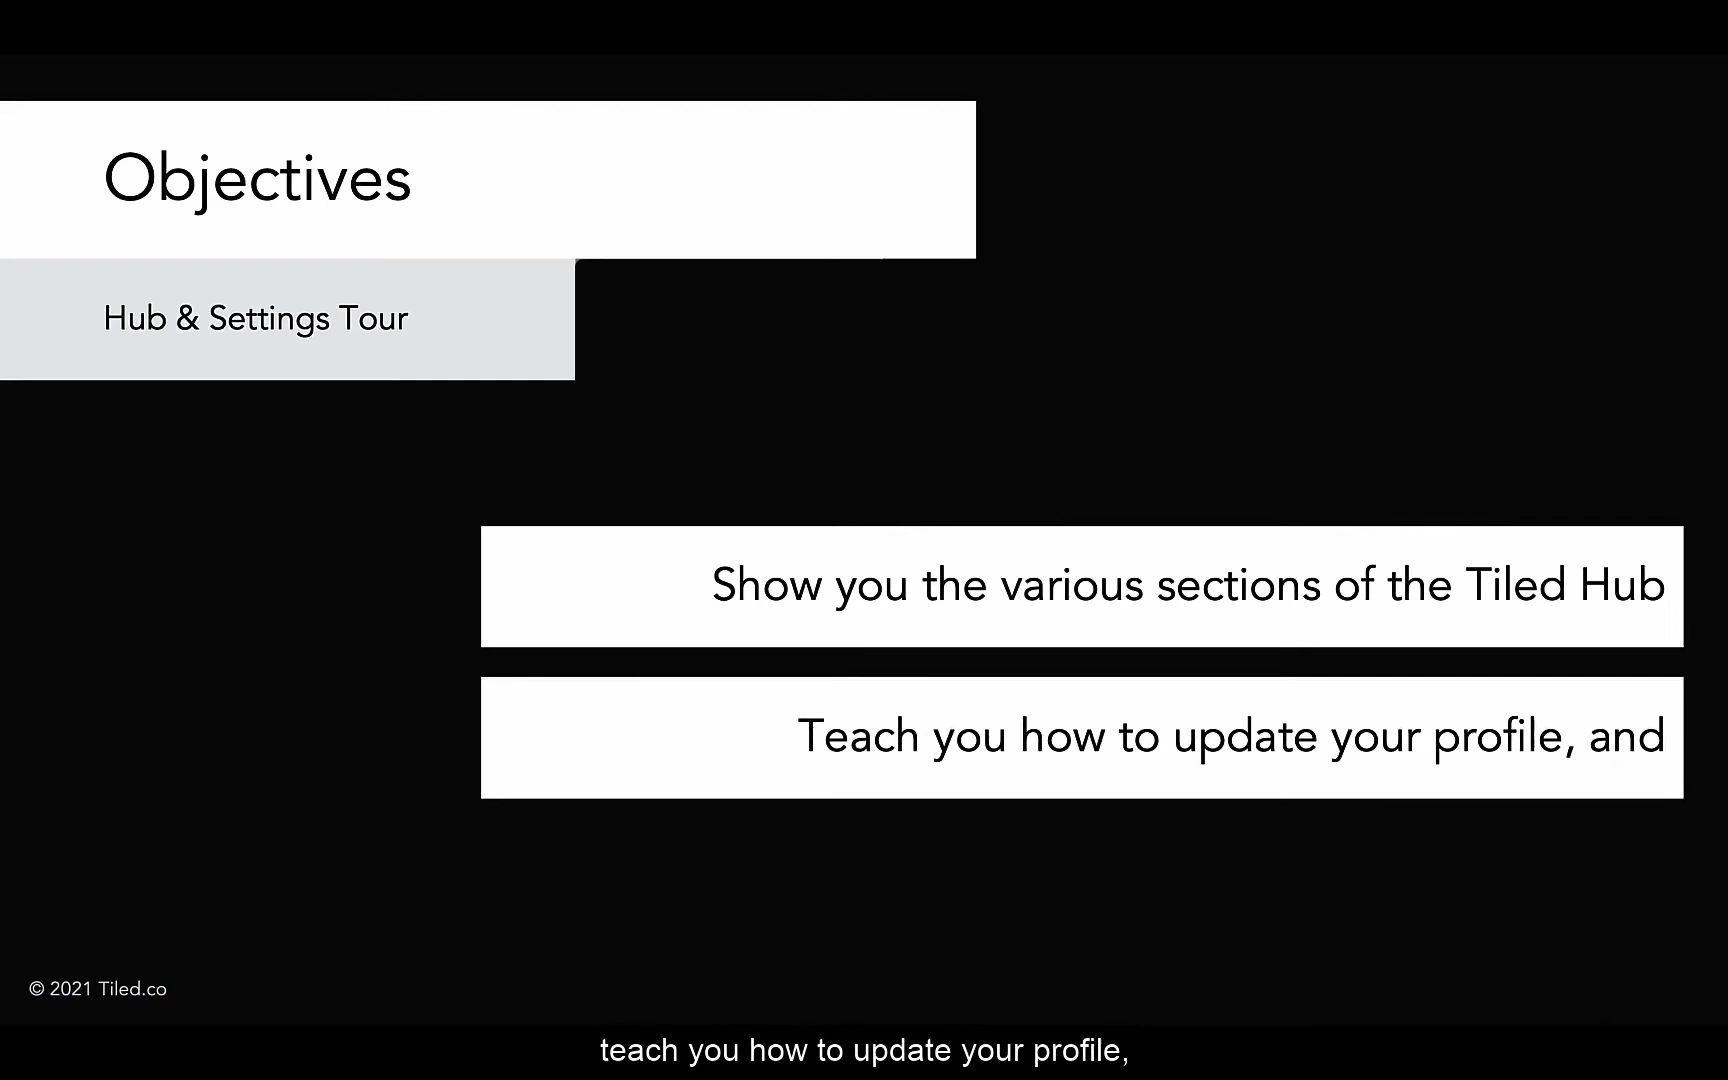 Objectives
Hub & Settings Tour
Show you the various sections of the Tiled Hub
Teach you how to update your profile, and
© 2021 Tiled.co
teach you how to update your profile,